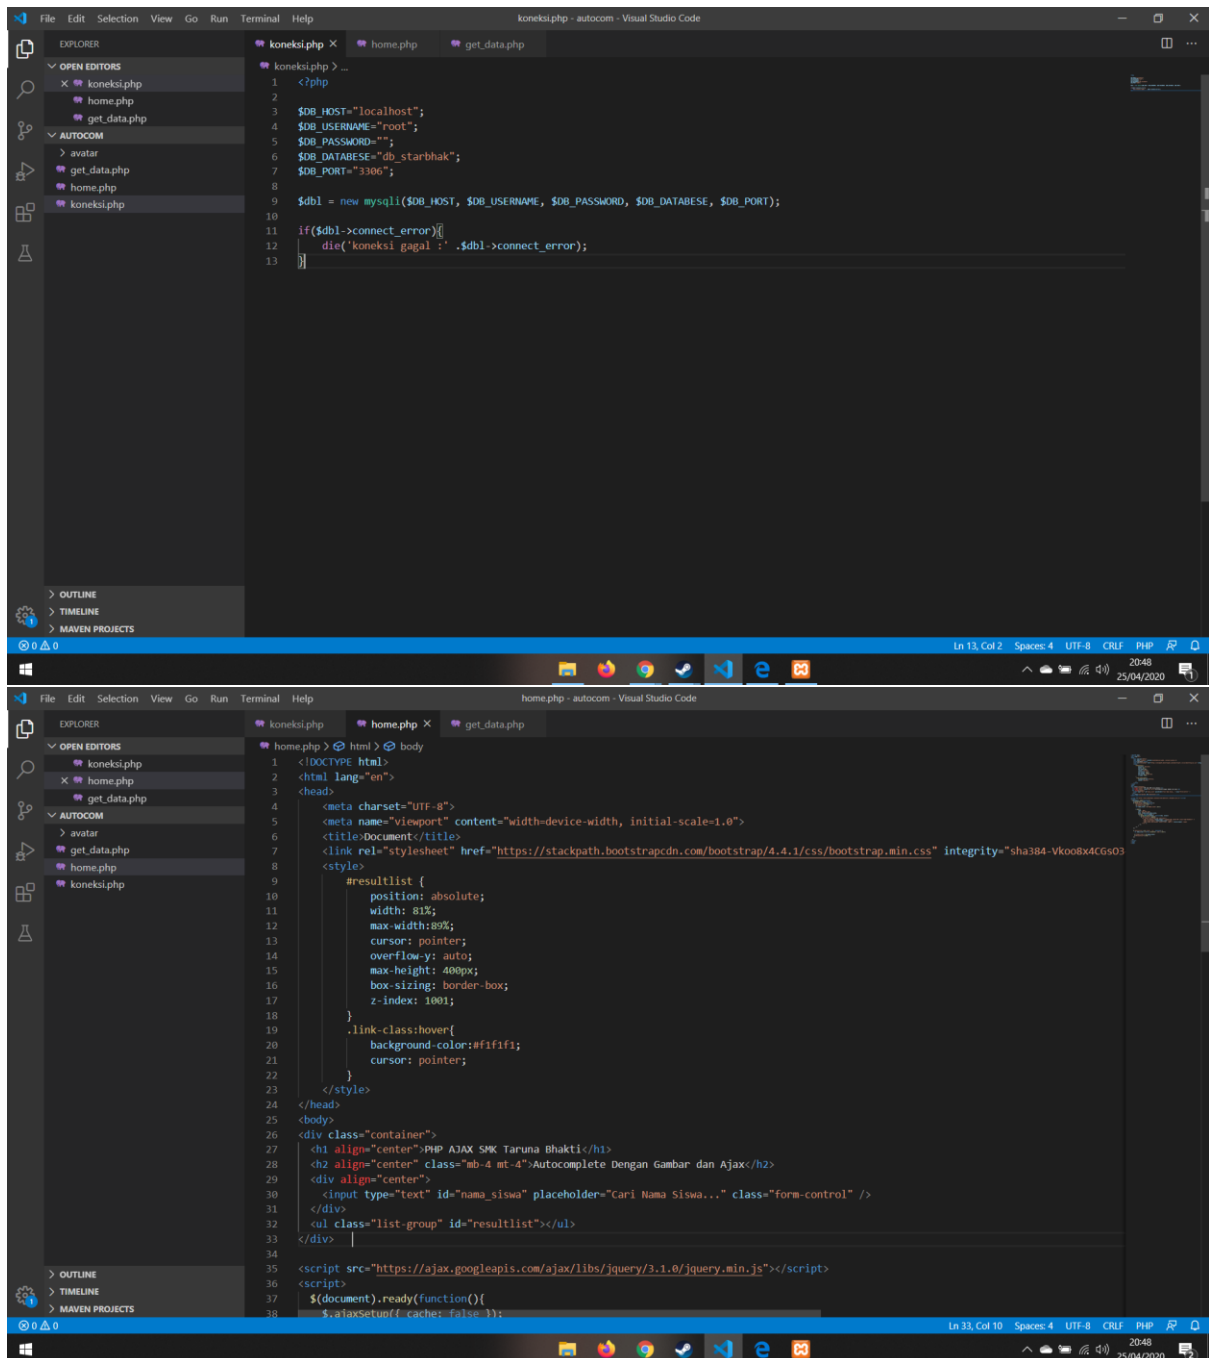 File Edit Selection View Go Run Terminal Help koneksi.php - autocom - Visual Studio Code
EXPLORER
OPEN EDITORS
koneksi.php
home.php
get_data.php
AUTOCOM
avatar
get_data.php
home.php
koneksi.php
OUTLINE
TIMELINE
MAVEN PROJECTS
koneksi.php home.php get_data.php
koneksi.php > ...
1 <?php
2
3 $DB_HOST="localhost";
4 $DB_USERNAME="root";
5 $DB_PASSWORD="";
6 $DB_DATABESE="db_starbhak";
7 $DB_PORT="3306";
8
9 $dbl = new mysqli($DB_HOST, $DB_USERNAME, $DB_PASSWORD, $DB_DATABESE, $DB_PORT);
10
11 if($dbl->connect_error){
12 die('koneksi gagal :' .$dbl->connect_error);
13 }
0 0 Ln 13, Col 2 Spaces: 4 UTF-8 CRLF PHP
20:48
25/04/2020
1
File Edit Selection View Go Run Terminal Help home.php - autocom - Visual Studio Code
EXPLORER
OPEN EDITORS
koneksi.php
home.php
get_data.php
AUTOCOM
avatar
get_data.php
home.php
koneksi.php
OUTLINE
TIMELINE
MAVEN PROJECTS
koneksi.php home.php get_data.php
home.php > html > body
1 <!DOCTYPE html>
2 <html lang="en">
3 <head>
4 <meta charset="UTF-8">
5 <meta name="viewport" content="width=device-width, initial-scale=1.0">
6 <title>Document</title>
7 <link rel="stylesheet" href="https://stackpath.bootstrapcdn.com/bootstrap/4.4.1/css/bootstrap.min.css" integrity="sha384-Vkoo8x4CGsO3
8 <style>
9 #resultlist {
10 position: absolute;
11 width: 81%;
12 max-width:89%;
13 cursor: pointer;
14 overflow-y: auto;
15 max-height: 400px;
16 box-sizing: border-box;
17 z-index: 1001;
18 }
19 .link-class:hover{
20 background-color:#f1f1f1;
21 cursor: pointer;
22 }
23 </style>
24 </head>
25 <body>
26 <div class="container">
27 <h1 align="center">PHP AJAX SMK Taruna Bhakti</h1>
28 <h2 align="center" class="mb-4 mt-4">Autocomplete Dengan Gambar dan Ajax</h2>
29 <div align="center">
30 <input type="text" id="nama_siswa" placeholder="Cari Nama Siswa..." class="form-control" />
31 </div>
32 <ul class="list-group" id="resultlist"></ul>
33 </div>
34
35 <script src="https://ajax.googleapis.com/ajax/libs/jquery/3.1.0/jquery.min.js"></script>
36 <script>
37 $(document).ready(function(){
38 $.ajaxSetup({ cache: false });
0 0 Ln 33, Col 10 Spaces: 4 UTF-8 CRLF PHP
20:48
25/04/2020
2